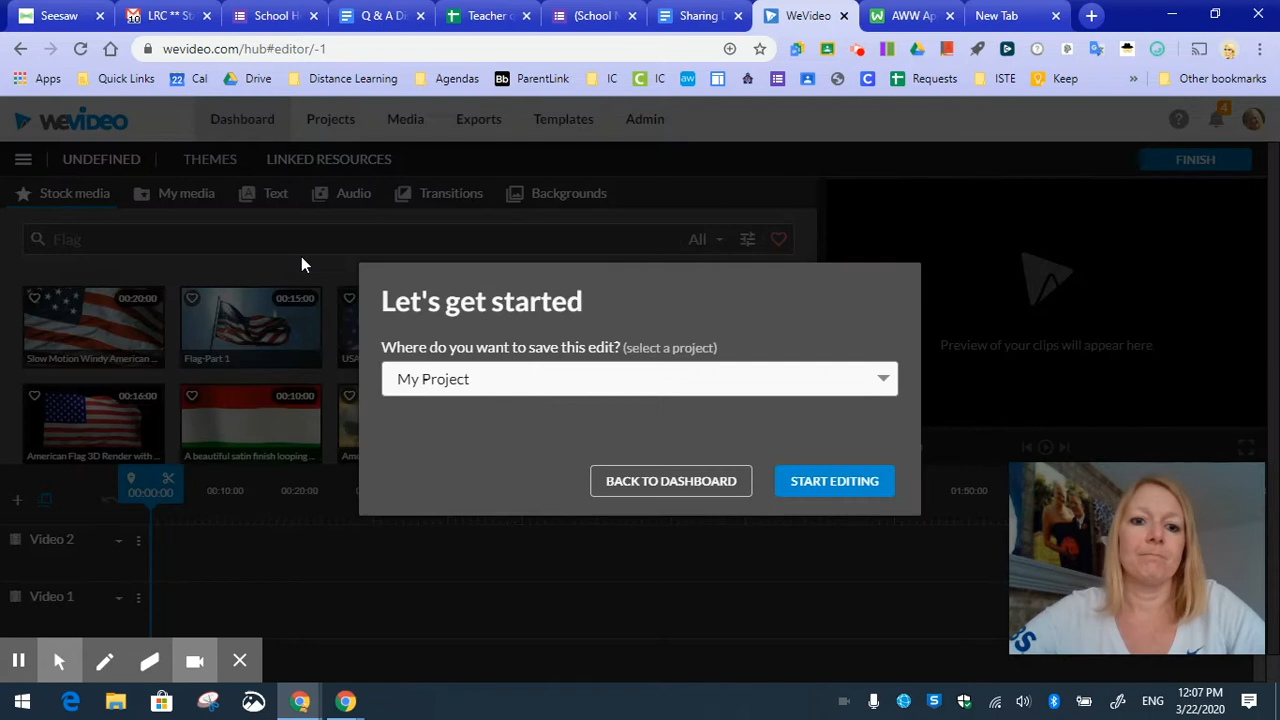 Seesaw
LRC ** St
School H
Q & A Di
Teacher d
(School N
Sharing D
WeVideo
AWW Ap
New Tab
wevideo.com/hub#editor/-1
Apps
Quick Links
22 Cal
Drive
Distance Learning
Agendas
Bb ParentLink
IC
C IC
aw
Requests
ISTE
Keep
»
Other bookmarks
wevideo
Dashboard
Projects
Media
Exports
Templates
Admin
4
UNDEFINED
THEMES
LINKED RESOURCES
FINISH
Stock media
My media
Text
Audio
Transitions
Backgrounds
Flag
All
00:20:00
00:15:00
Slow Motion Windy American ...
Flag-Part 1
USA
00:16:00
00:10:00
American Flag 3D Render with ...
A beautiful satin finish looping ...
Preview of your clips will appear here
Let's get started
Where do you want to save this edit? (select a project)
My Project
BACK TO DASHBOARD
START EDITING
00:00:00
00:10:00
00:20:00
01:50:00
Video 2
Video 1
ENG
12:07 PM
3/22/2020